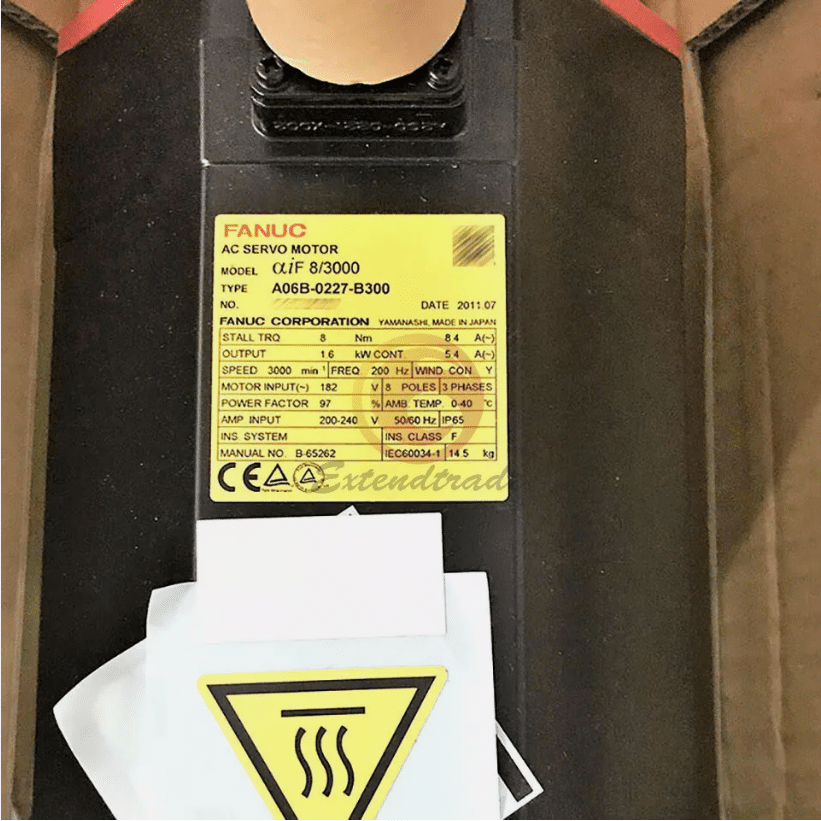 FANUC
AC SERVO MOTOR
MODEL αiF 8/3000
TYPE A06B-0227-B300
NO.
DATE 2011.07
FANUC CORPORATION YAMANASHI, MADE IN JAPAN
STALL TRQ 8 Nm 8.4 A(~)
OUTPUT 1.6 kW CONT. 5.4 A(~)
SPEED 3000 min⁻¹ FREQ. 200 Hz WIND. CON. Y
MOTOR INPUT(~) 182 V 8 POLES 3 PHASES
POWER FACTOR 97 % AMB. TEMP. 0-40 °C
AMP INPUT 200-240 V 50/60 Hz IP65
INS. SYSTEM INS. CLASS F
MANUAL NO. B-65262 IEC60034-1 14.5 kg
CE
Extendtrad